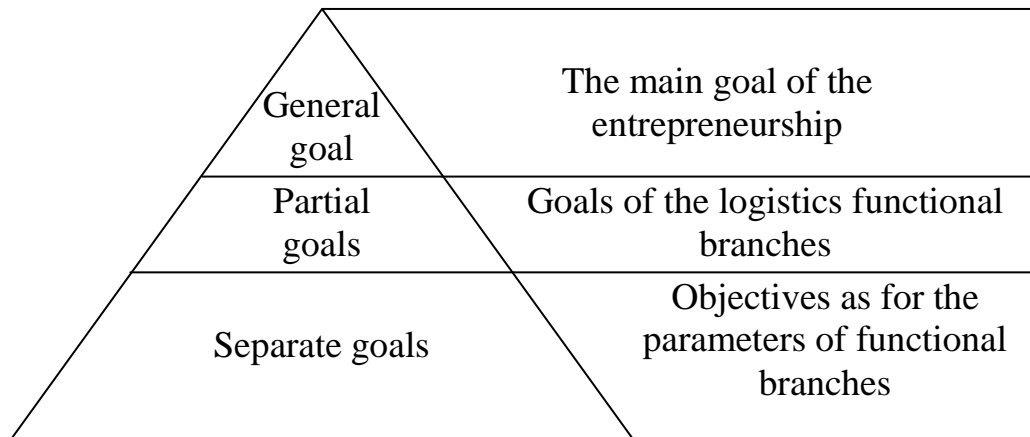 General
goal
The main goal of the
entrepreneurship
Partial
goals
Goals of the logistics functional
branches
Separate goals
Objectives as for the
parameters of functional
branches